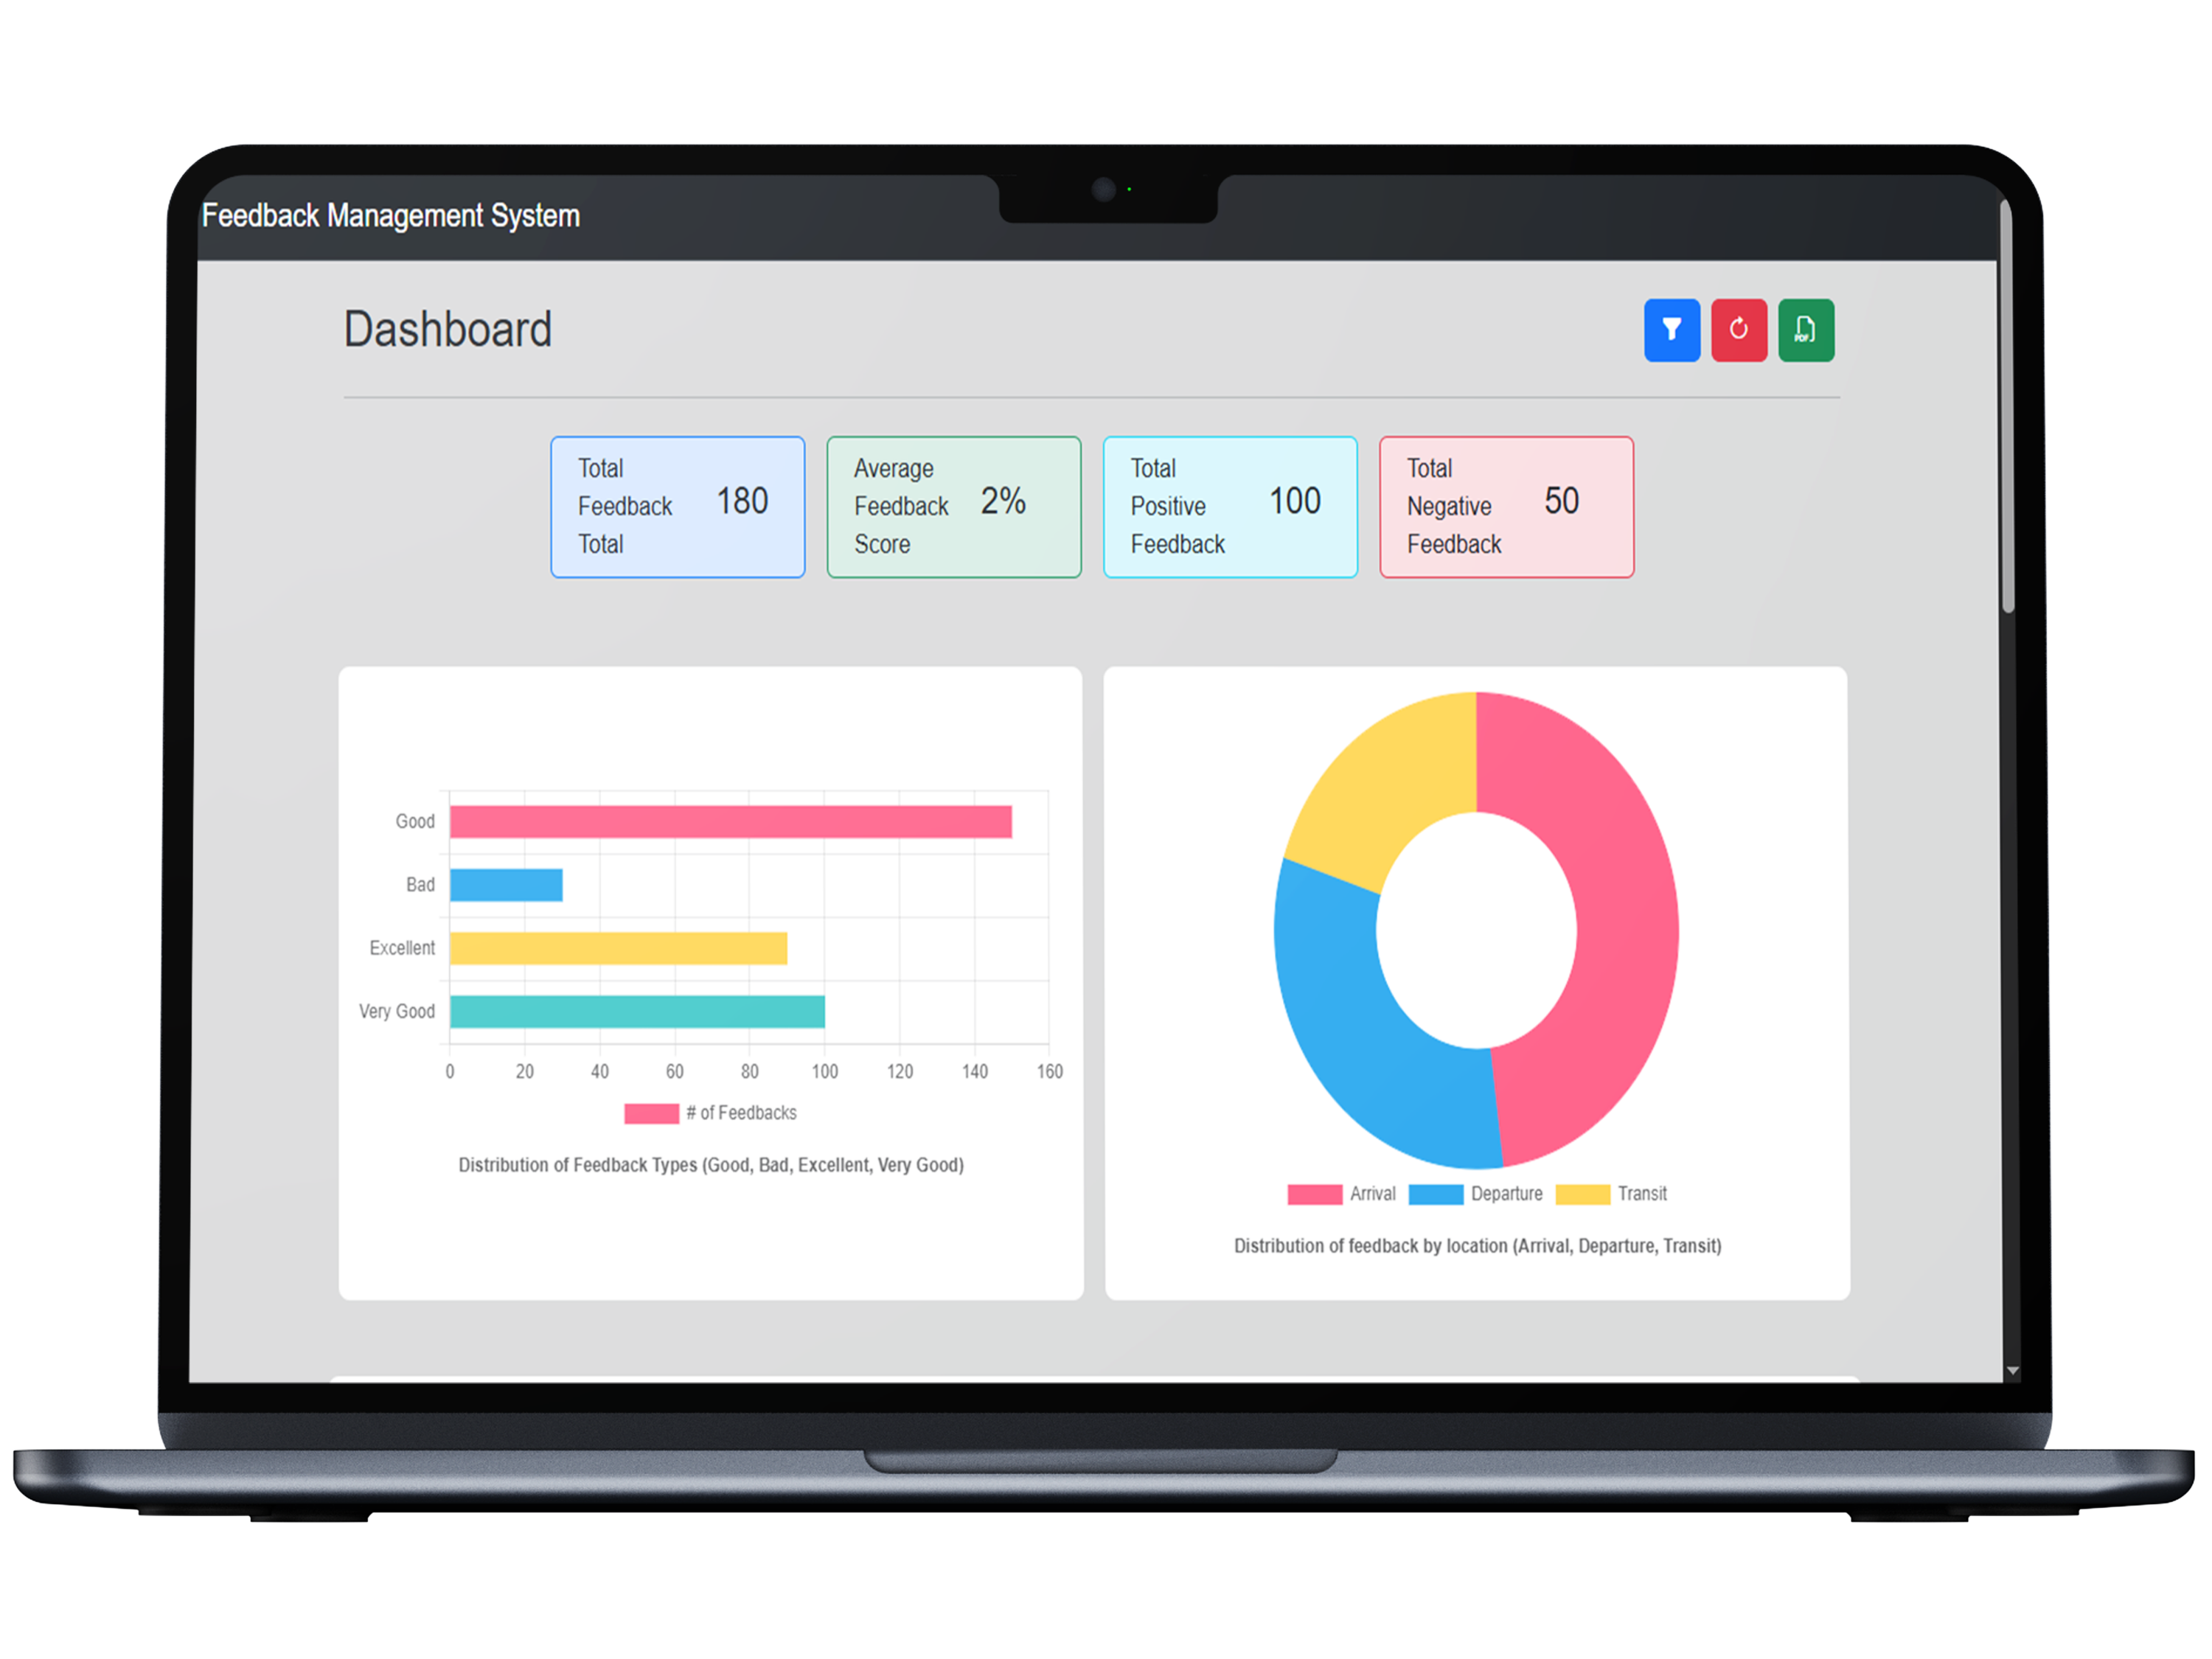 Feedback Management System
Dashboard
PDF
Total
Feedback
Total
180
Average
Feedback
Score
2%
Total
Positive
Feedback
100
Total
Negative
Feedback
50
Good
Bad
Excellent
Very Good
0 20 40 60 80 100 120 140 160
# of Feedbacks
Distribution of Feedback Types (Good, Bad, Excellent, Very Good)
Arrival Departure Transit
Distribution of feedback by location (Arrival, Departure, Transit)